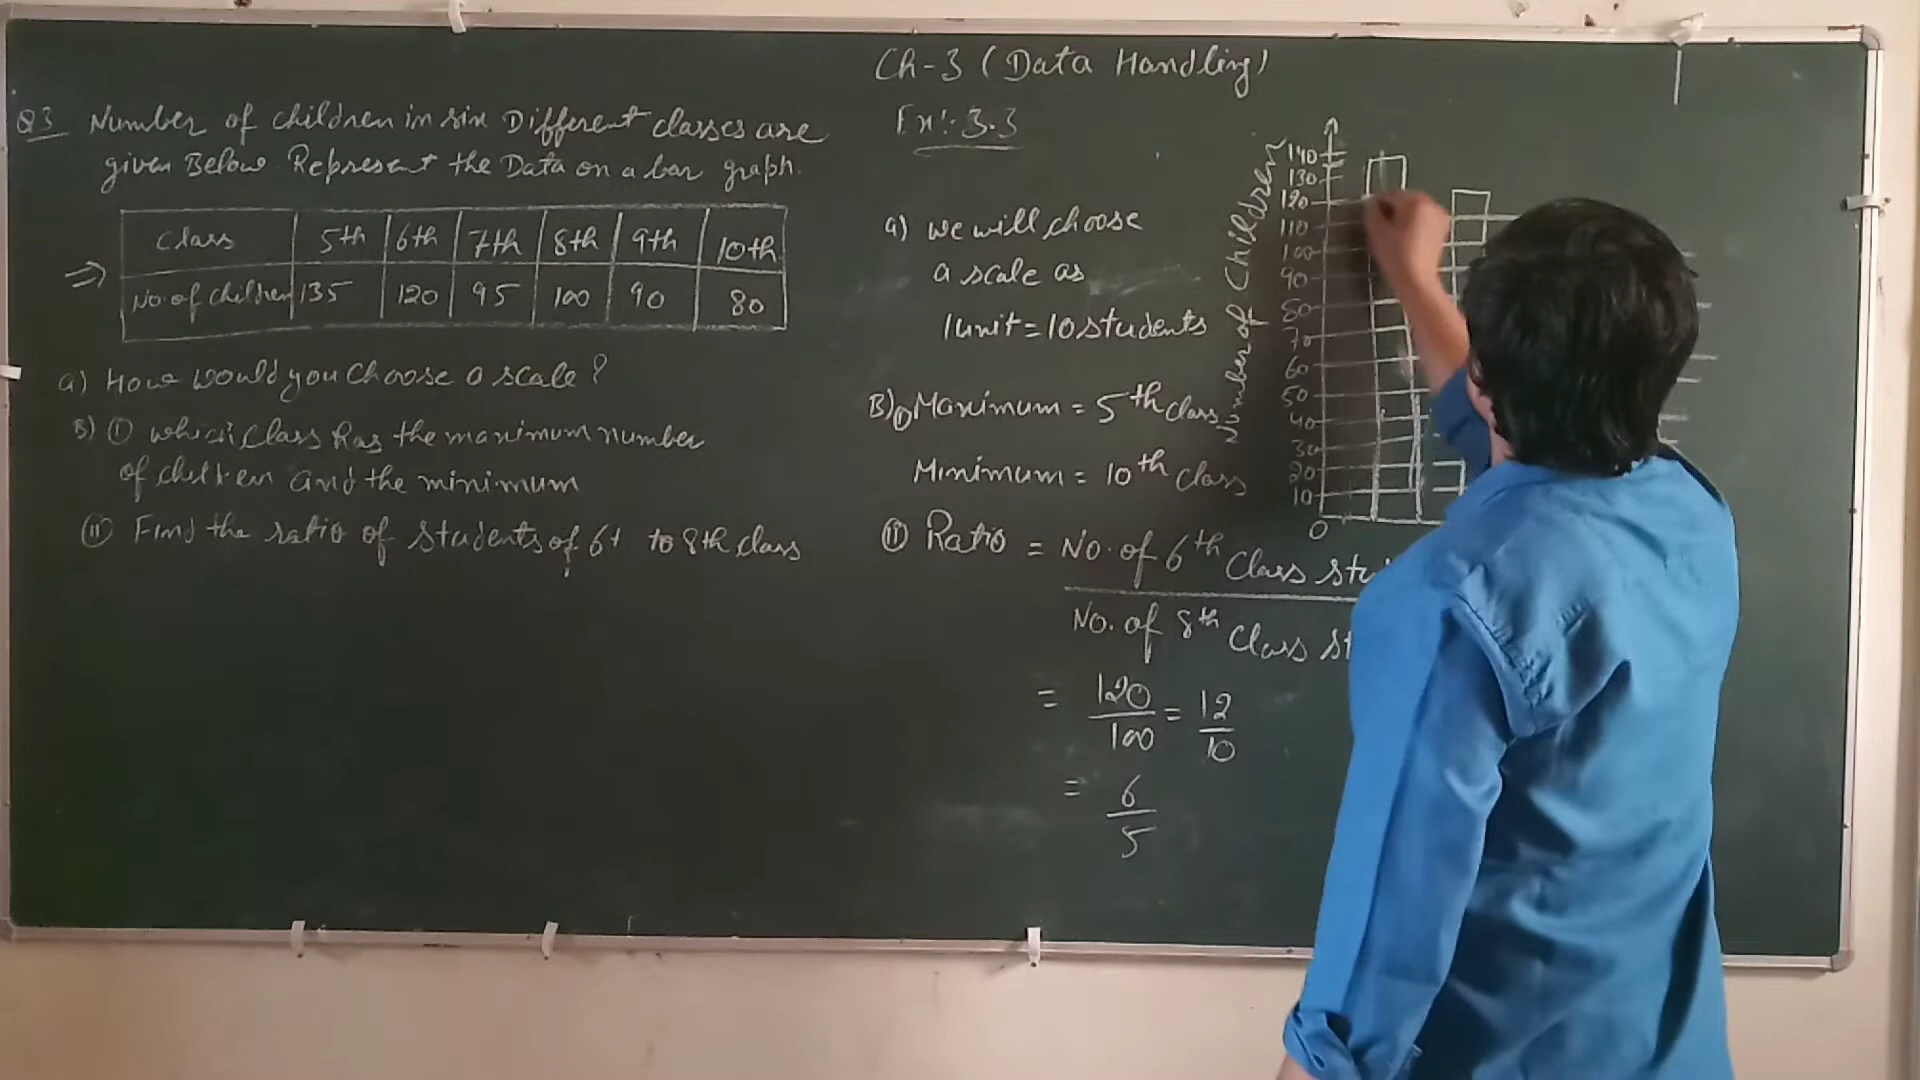 Ch-3 (Data Handling)
Ex:- 3.3
Q3 Number of children in six Different classes are
given Below. Represent the Data on a bar graph.
Class 5th 6th 7th 8th 9th 10th
⇒ No. of children 135 120 95 100 90 80
a) How would you choose a scale?
B) (i) which class has the maximum number
of children and the minimum
(ii) Find the ratio of students of 6t to 8th class
a) we will choose
a scale as
1 unit = 10 students
B) (i) Maximum = 5th class
Minimum = 10th class
(ii) Ratio = No. of 6th Class
No. of 8th Class
= 120/100 = 12/10
= 6/5
Number of Children
140
130
120
110
100
90
80
70
60
50
40
30
20
10
0